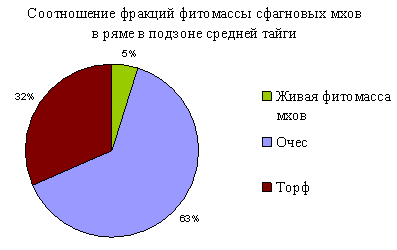 Соотношение фракций фитомассы сфагновых мхов
в ряме в подзоне средней тайги
5%
32%
63%
Живая фитомасса
мхов
Очес
Торф